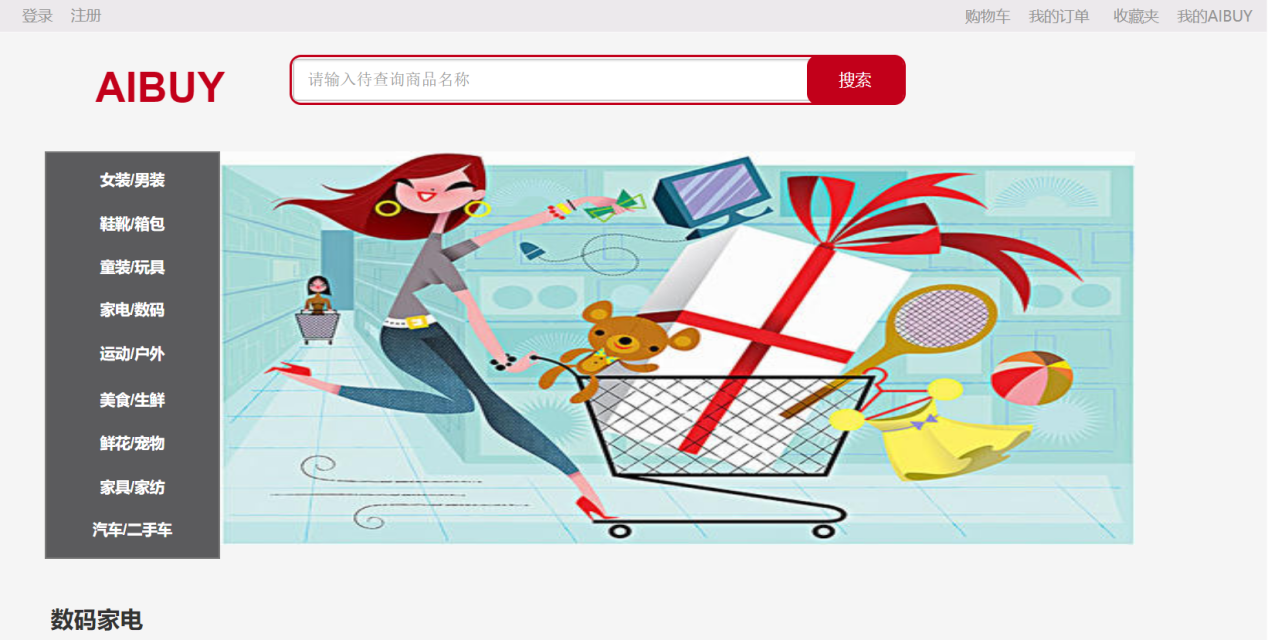 登录 注册 购物车 我的订单 收藏夹 我的AIBUY
AIBUY
请输入待查询商品名称 搜索
女装/男装
鞋靴/箱包
童装/玩具
家电/数码
运动/户外
美食/生鲜
鲜花/宠物
家具/家纺
汽车/二手车
数码家电